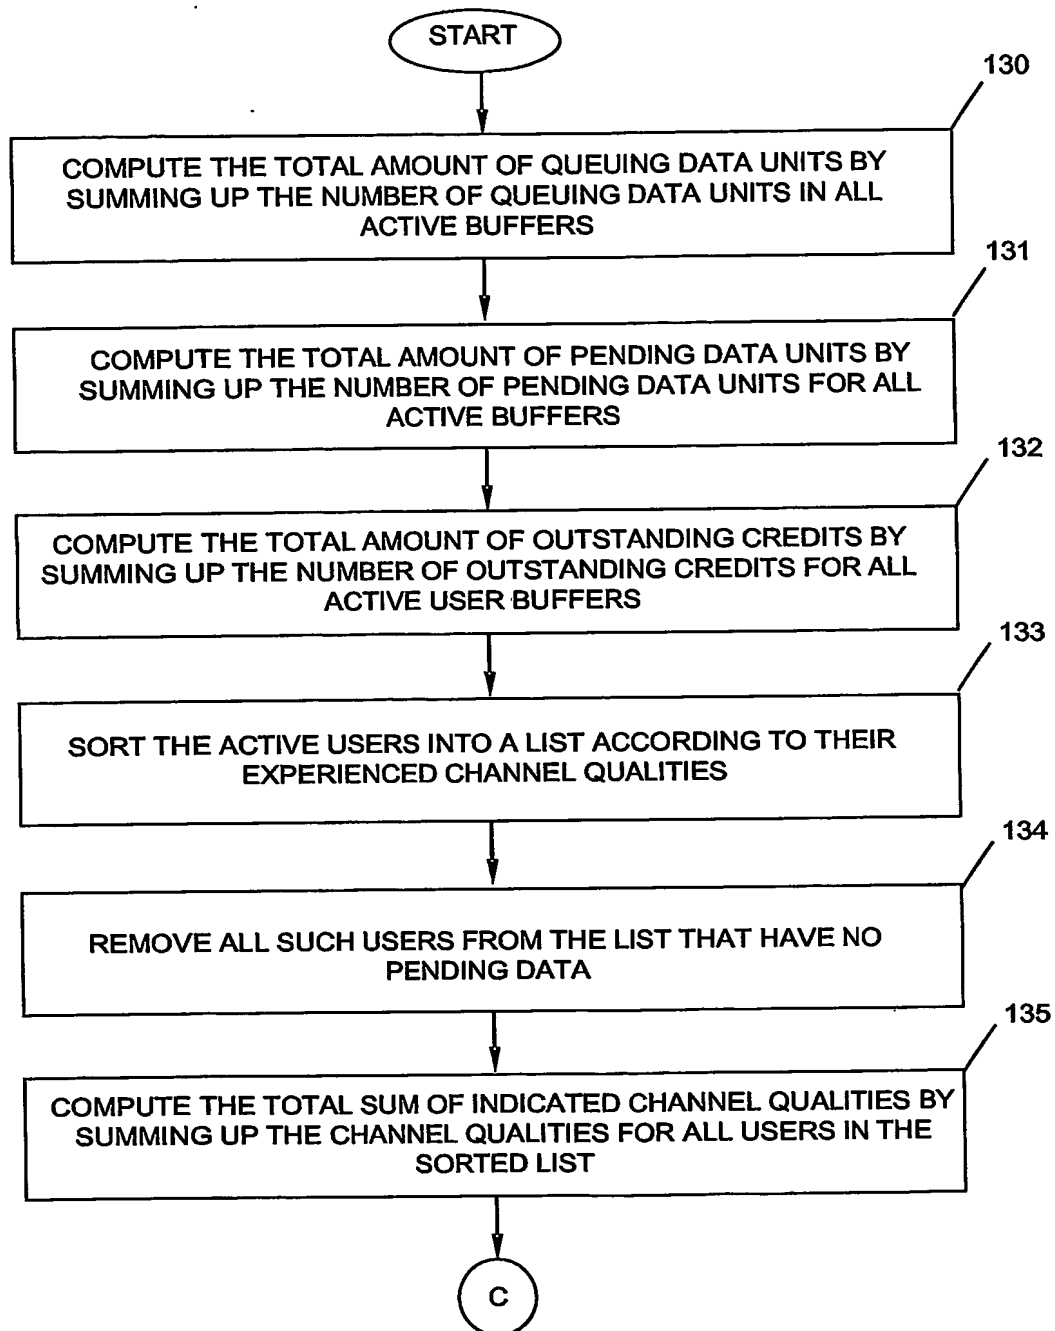 START
130
COMPUTE THE TOTAL AMOUNT OF QUEUING DATA UNITS BY
SUMMING UP THE NUMBER OF QUEUING DATA UNITS IN ALL
ACTIVE BUFFERS
131
COMPUTE THE TOTAL AMOUNT OF PENDING DATA UNITS BY
SUMMING UP THE NUMBER OF PENDING DATA UNITS FOR ALL
ACTIVE BUFFERS
132
COMPUTE THE TOTAL AMOUNT OF OUTSTANDING CREDITS BY
SUMMING UP THE NUMBER OF OUTSTANDING CREDITS FOR ALL
ACTIVE USER BUFFERS
133
SORT THE ACTIVE USERS INTO A LIST ACCORDING TO THEIR
EXPERIENCED CHANNEL QUALITIES
134
REMOVE ALL SUCH USERS FROM THE LIST THAT HAVE NO
PENDING DATA
135
COMPUTE THE TOTAL SUM OF INDICATED CHANNEL QUALITIES BY
SUMMING UP THE CHANNEL QUALITIES FOR ALL USERS IN THE
SORTED LIST
C